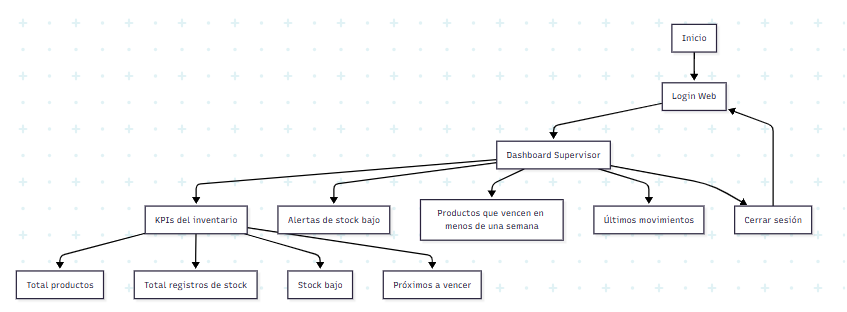 Inicio
Login Web
Dashboard Supervisor
KPIs del inventario
Alertas de stock bajo
Productos que vencen en
menos de una semana
Últimos movimientos
Cerrar sesión
Total productos
Total registros de stock
Stock bajo
Próximos a vencer